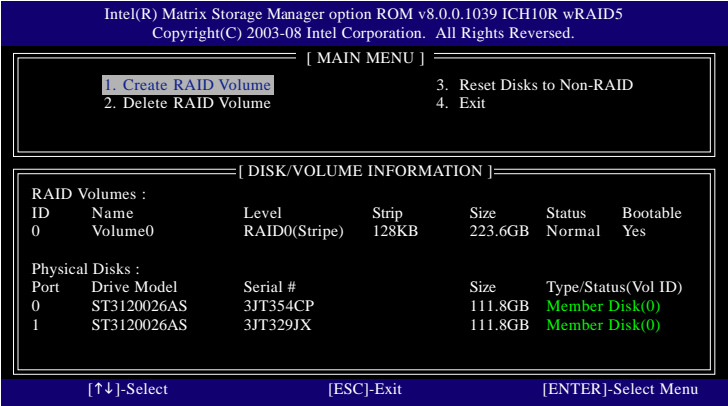 Intel(R) Matrix Storage Manager option ROM v8.0.0.1039 ICH10R wRAID5
Copyright(C) 2003-08 Intel Corporation. All Rights Reversed.
[ MAIN MENU ]
1. Create RAID Volume 3. Reset Disks to Non-RAID
2. Delete RAID Volume 4. Exit
[ DISK/VOLUME INFORMATION ]
RAID Volumes :
ID Name Level Strip Size Status Bootable
0 Volume0 RAID0(Stripe) 128KB 223.6GB Normal Yes
Physical Disks :
Port Drive Model Serial # Size Type/Status(Vol ID)
0 ST3120026AS 3JT354CP 111.8GB Member Disk(0)
1 ST3120026AS 3JT329JX 111.8GB Member Disk(0)
[↑↓]-Select [ESC]-Exit [ENTER]-Select Menu